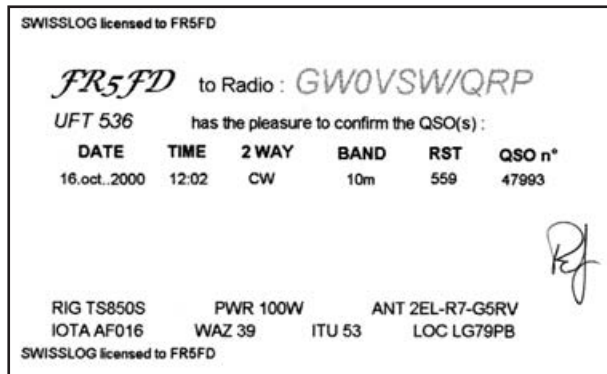 SWISSLOG licensed to FR5FD
FR5FD to Radio : GW0VSW/QRP
UFT 536 has the pleasure to confirm the QSO(s) :
DATE TIME 2 WAY BAND RST QSO n°
16.oct..2000 12:02 CW 10m 559 47993
RIG TS850S PWR 100W ANT 2EL-R7-G5RV
IOTA AF016 WAZ 39 ITU 53 LOC LG79PB
SWISSLOG licensed to FR5FD